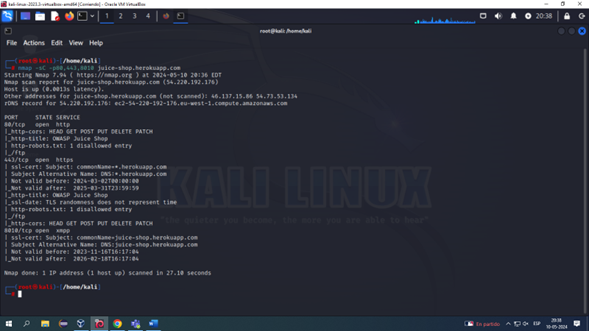 kali-linux-2023.3-virtualbox-amd64 [Corriendo] - Oracle VM VirtualBox
1 2 3 4
20:38
root@kali: /home/kali
File Actions Edit View Help
(root@kali)-[/home/kali]
# nmap -sC -p80,443,8010 juice-shop.herokuapp.com
Starting Nmap 7.94 ( https://nmap.org ) at 2024-05-10 20:36 EDT
Nmap scan report for juice-shop.herokuapp.com (54.220.192.176)
Host is up (0.0013s latency).
Other addresses for juice-shop.herokuapp.com (not scanned): 46.137.15.86 54.73.53.134
rDNS record for 54.220.192.176: ec2-54-220-192-176.eu-west-1.compute.amazonaws.com
PORT STATE SERVICE
80/tcp open http
|_http-cors: HEAD GET POST PUT DELETE PATCH
|_http-title: OWASP Juice Shop
| http-robots.txt: 1 disallowed entry
|_/ftp
443/tcp open https
| ssl-cert: Subject: commonName=*.herokuapp.com
| Subject Alternative Name: DNS:*.herokuapp.com
| Not valid before: 2024-03-02T00:00:00
|_Not valid after: 2025-03-31T23:59:59
|_http-title: OWASP Juice Shop
|_ssl-date: TLS randomness does not represent time
| http-robots.txt: 1 disallowed entry
|_/ftp
|_http-cors: HEAD GET POST PUT DELETE PATCH
8010/tcp open xmpp
| ssl-cert: Subject: commonName=juice-shop.herokuapp.com
| Subject Alternative Name: DNS:juice-shop.herokuapp.com
| Not valid before: 2023-11-16T16:17:04
|_Not valid after: 2026-02-18T16:17:04
Nmap done: 1 IP address (1 host up) scanned in 27.10 seconds
(root@kali)-[/home/kali]
#
KALI LINUX
"the quieter you become, the more you are able to hear"
En partido
ESP
20:38
10-05-2024